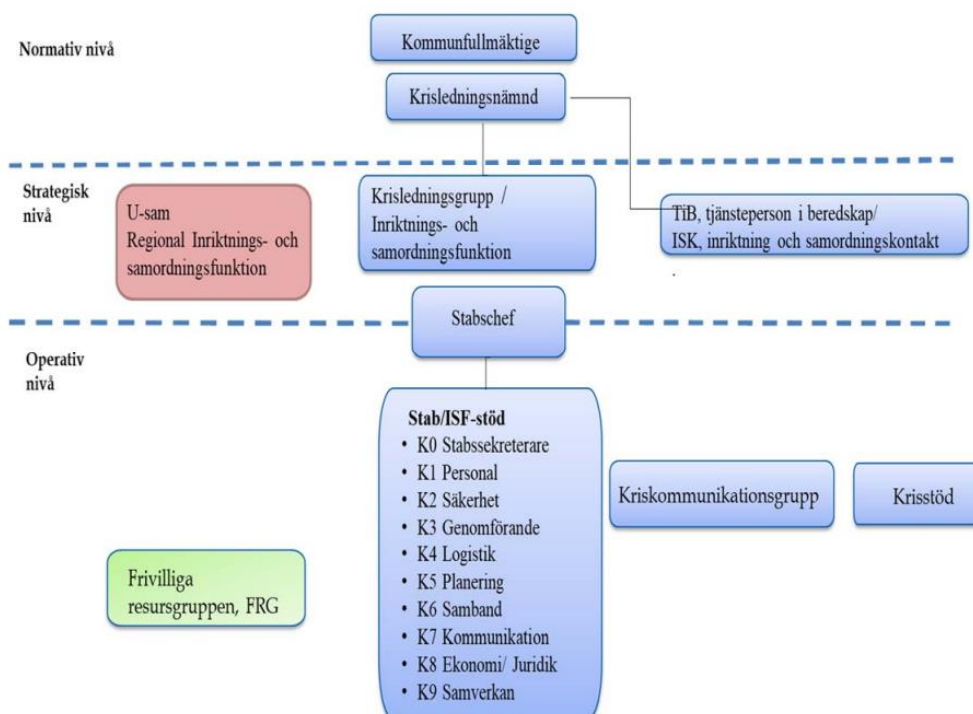 Normativ nivå
Kommunfullmäktige
Krisledningsnämnd
Strategisk
nivå
U-sam
Regional Inriktnings- och
samordningsfunktion
Krisledningsgrupp /
Inriktnings- och
samordningsfunktion
TiB, tjänsteperson i beredskap/
ISK, inriktning och samordningskontakt
.
Stabschef
Operativ
nivå
Stab/ISF-stöd
• K0 Stabssekreterare
• K1 Personal
• K2 Säkerhet
• K3 Genomförande
• K4 Logistik
• K5 Planering
• K6 Samband
• K7 Kommunikation
• K8 Ekonomi/ Juridik
• K9 Samverkan
Kriskommunikationsgrupp
Krisstöd
Frivilliga
resursgruppen, FRG